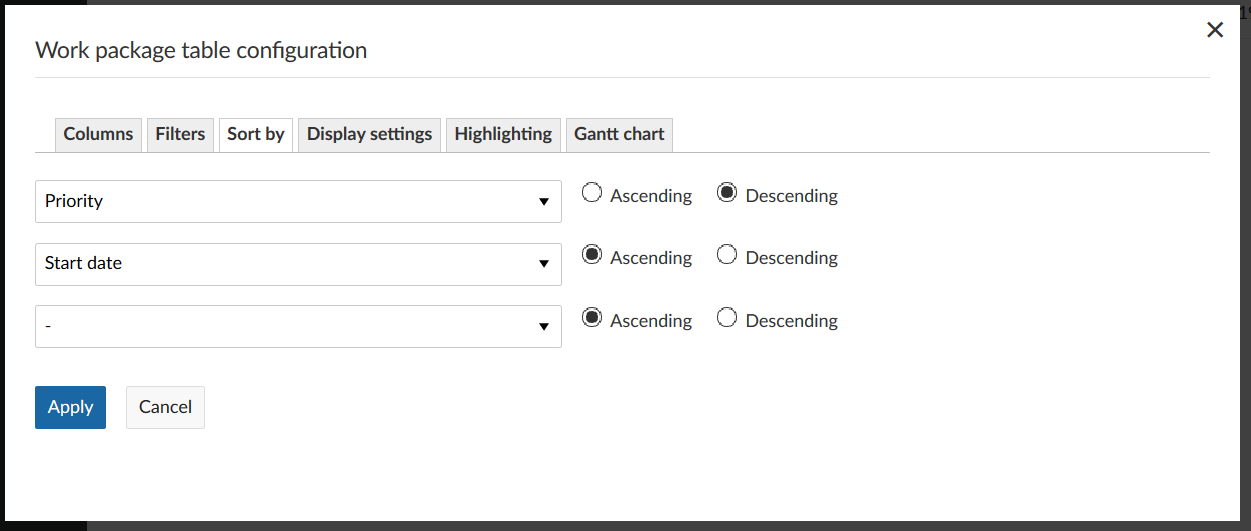 Work package table configuration
Columns Filters Sort by Display settings Highlighting Gantt chart
Priority Ascending Descending
Start date Ascending Descending
- Ascending Descending
Apply Cancel